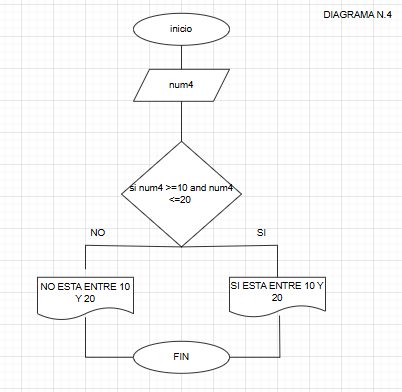 DIAGRAMA N.4
inicio
num4
si num4 >=10 and num4
<=20
NO
SI
NO ESTA ENTRE 10
Y 20
SI ESTA ENTRE 10 Y
20
FIN